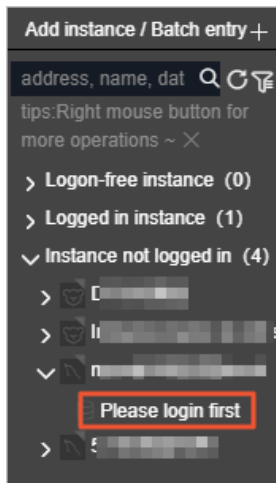 Add instance / Batch entry +
address, name, dat
tips:Right mouse button for
more operations ~ ×
Logon-free instance (0)
Logged in instance (1)
Instance not logged in (4)
Please login first